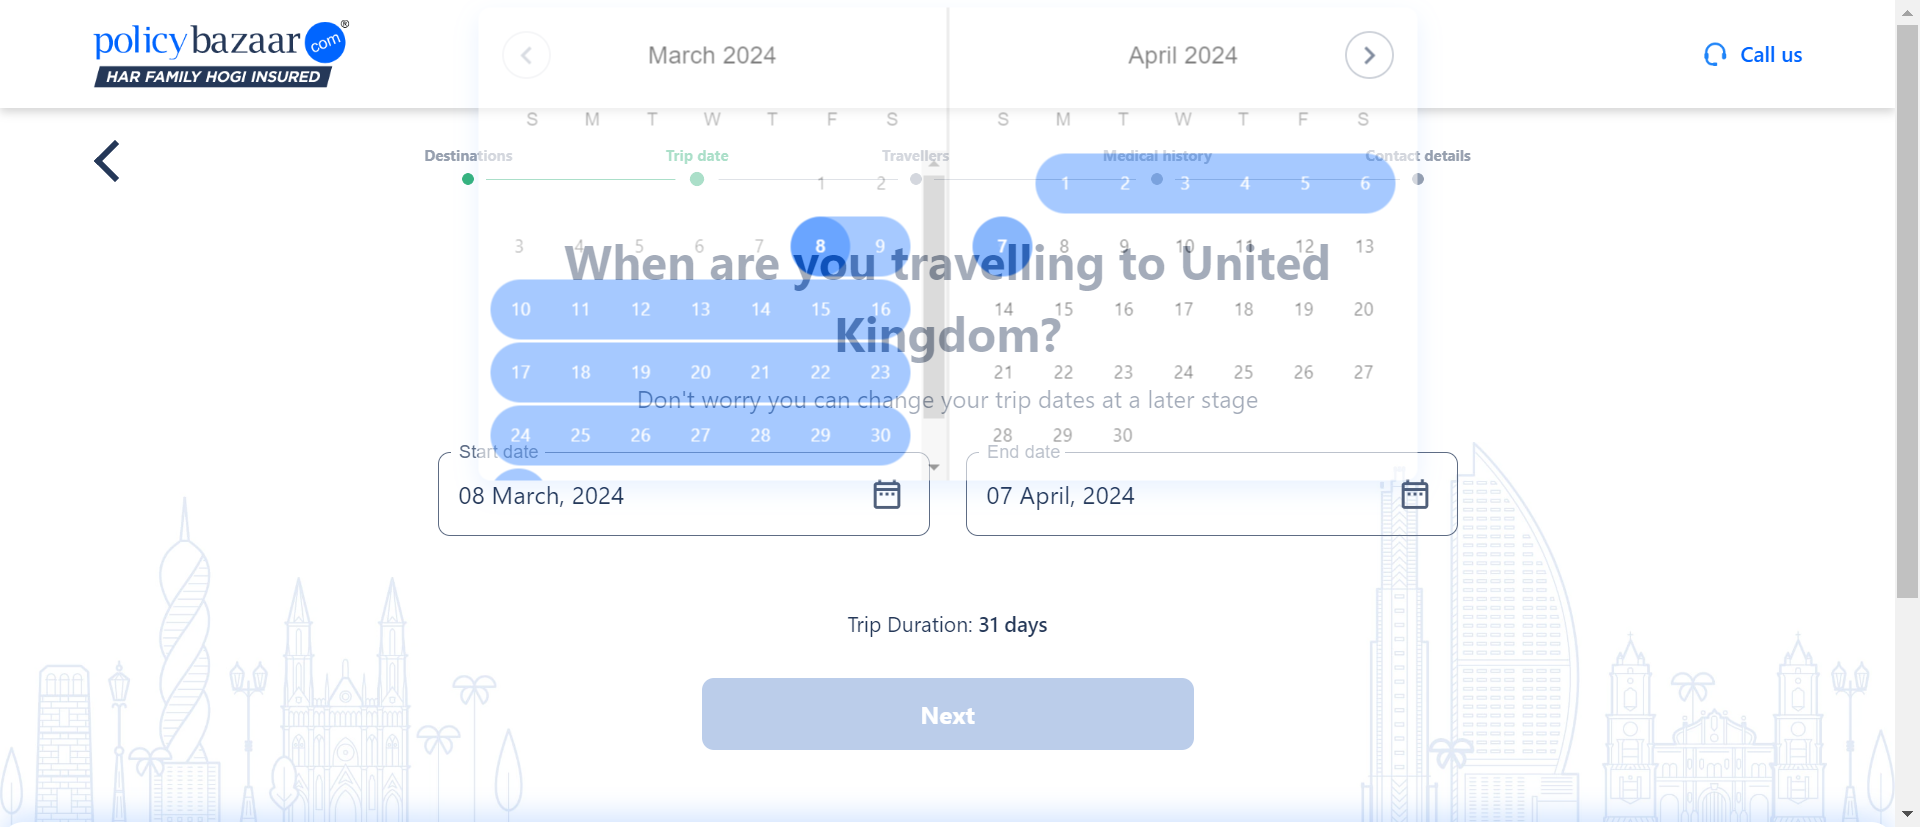 policybazaar com ®
HAR FAMILY HOGI INSURED
Call us
March 2024
April 2024
S M T W T F S
S M T W T F S
Destinations
Trip date
Travellers
Medical history
Contact details
1 2
3 4 5 6 7 8 9
10 11 12 13 14 15 16
17 18 19 20 21 22 23
24 25 26 27 28 29 30
1 2 3 4 5 6
7 8 9 10 11 12 13
14 15 16 17 18 19 20
21 22 23 24 25 26 27
28 29 30
When are you travelling to United
Kingdom?
Don't worry you can change your trip dates at a later stage
Start date
08 March, 2024
End date
07 April, 2024
Trip Duration: 31 days
Next